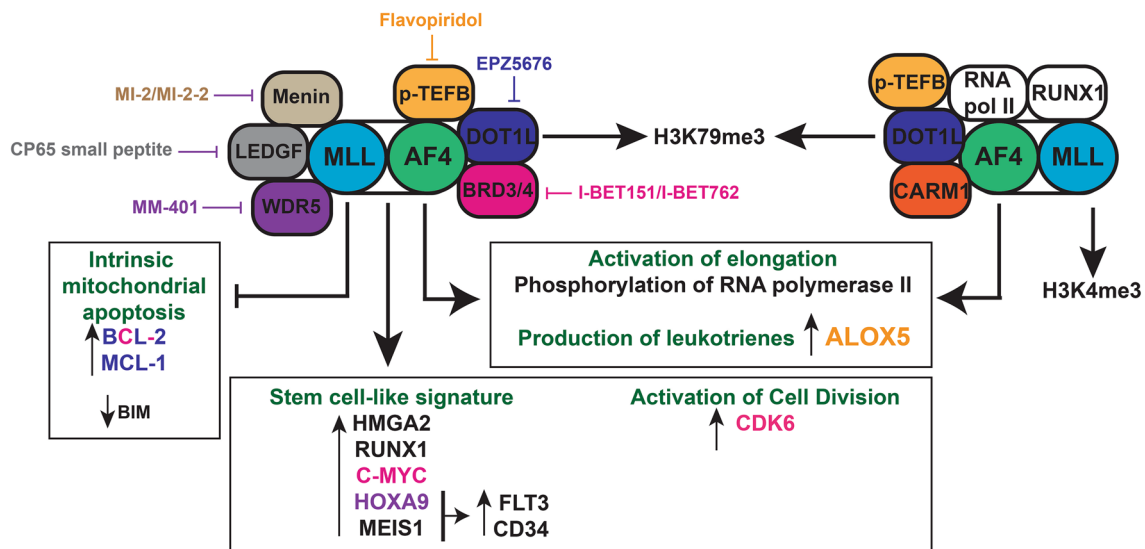 Flavopiridol
EPZ5676
MI-2/MI-2-2
Menin
p-TEFB
CP65 small peptite
LEDGF
MLL
AF4
DOT1L
H3K79me3
MM-401
WDR5
BRD3/4
I-BET151/I-BET762
p-TEFB
RNA
pol II
RUNX1
DOT1L
AF4
MLL
CARM1
H3K4me3
Intrinsic
mitochondrial
apoptosis
BCL-2
MCL-1
BIM
Activation of elongation
Phosphorylation of RNA polymerase II
Production of leukotrienes ALOX5
Stem cell-like signature
HMGA2
RUNX1
C-MYC
HOXA9
MEIS1
FLT3
CD34
Activation of Cell Division
CDK6